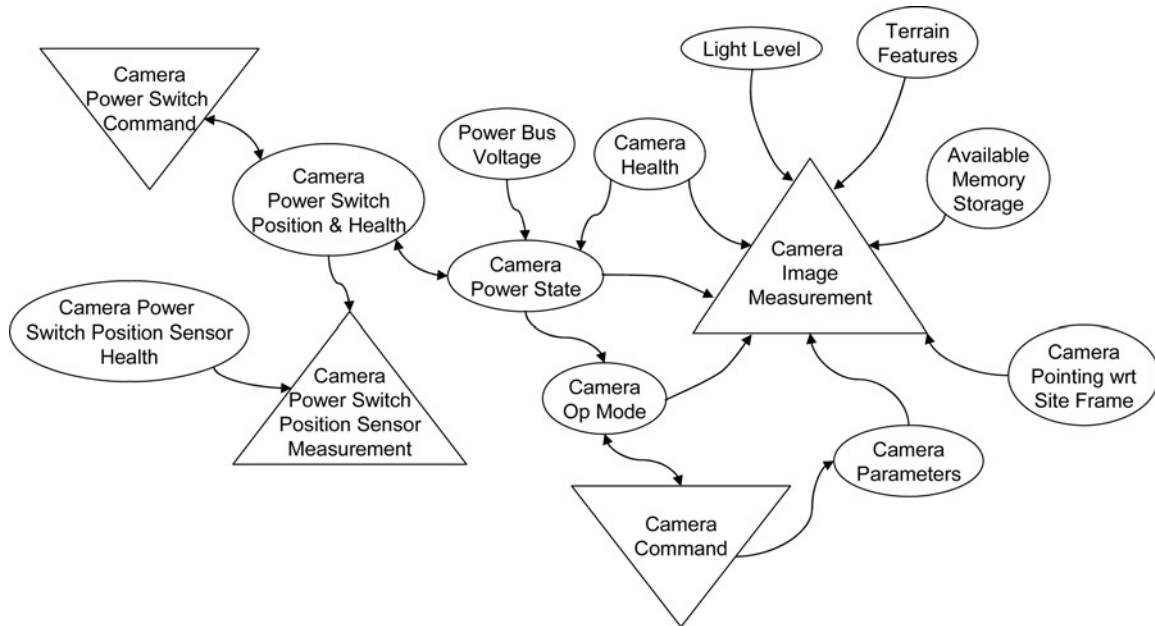 Camera
Power Switch
Command
Light Level
Terrain
Features
Power Bus
Voltage
Camera
Health
Available
Memory
Storage
Camera
Power Switch
Position & Health
Camera
Power State
Camera
Image
Measurement
Camera Power
Switch Position Sensor
Health
Camera
Power Switch
Position Sensor
Measurement
Camera
Op Mode
Camera
Pointing wrt
Site Frame
Camera
Parameters
Camera
Command